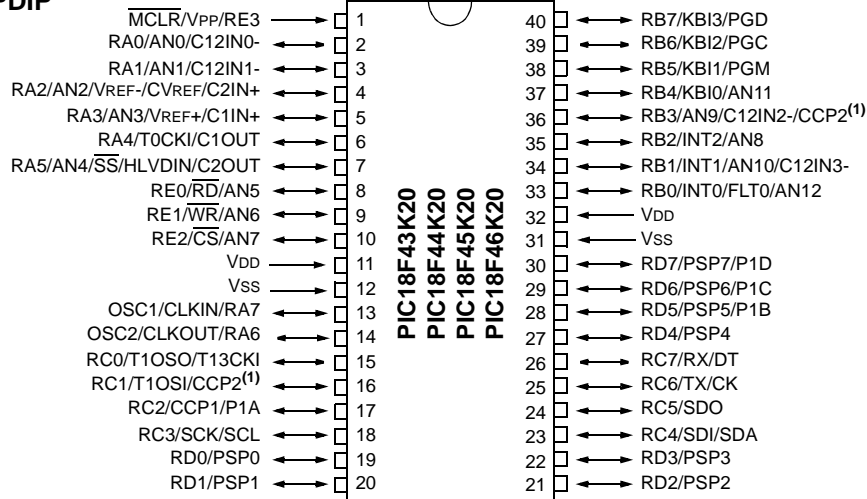 PDIP
M̅C̅L̅R̅/VPP/RE3 1
RA0/AN0/C12IN0- 2
RA1/AN1/C12IN1- 3
RA2/AN2/VREF-/CVREF/C2IN+ 4
RA3/AN3/VREF+/C1IN+ 5
RA4/T0CKI/C1OUT 6
RA5/AN4/S̅S̅/HLVDIN/C2OUT 7
RE0/R̅D̅/AN5 8
RE1/W̅R̅/AN6 9
RE2/C̅S̅/AN7 10
VDD 11
VSS 12
OSC1/CLKIN/RA7 13
OSC2/CLKOUT/RA6 14
RC0/T1OSO/T13CKI 15
RC1/T1OSI/CCP2(1) 16
RC2/CCP1/P1A 17
RC3/SCK/SCL 18
RD0/PSP0 19
RD1/PSP1 20
PIC18F43K20
PIC18F44K20
PIC18F45K20
PIC18F46K20
40 RB7/KBI3/PGD
39 RB6/KBI2/PGC
38 RB5/KBI1/PGM
37 RB4/KBI0/AN11
36 RB3/AN9/C12IN2-/CCP2(1)
35 RB2/INT2/AN8
34 RB1/INT1/AN10/C12IN3-
33 RB0/INT0/FLT0/AN12
32 VDD
31 VSS
30 RD7/PSP7/P1D
29 RD6/PSP6/P1C
28 RD5/PSP5/P1B
27 RD4/PSP4
26 RC7/RX/DT
25 RC6/TX/CK
24 RC5/SDO
23 RC4/SDI/SDA
22 RD3/PSP3
21 RD2/PSP2